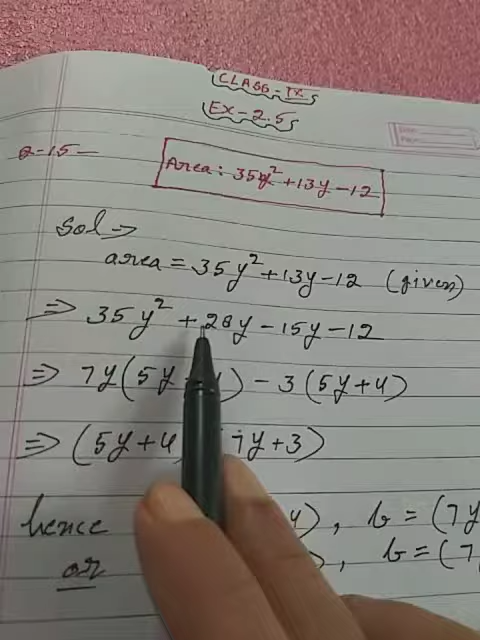 CLASS - IX
EX - 2.5
Q-15 -
Area: 35y² + 13y - 12
Sol →
area = 35y² + 13y - 12 (given)
⇒ 35y² + 28y - 15y - 12
⇒ 7y(5y ) - 3(5y + 4)
⇒ (5y + 4 7y + 3)
hence y), b = (7y
or ), b = (7